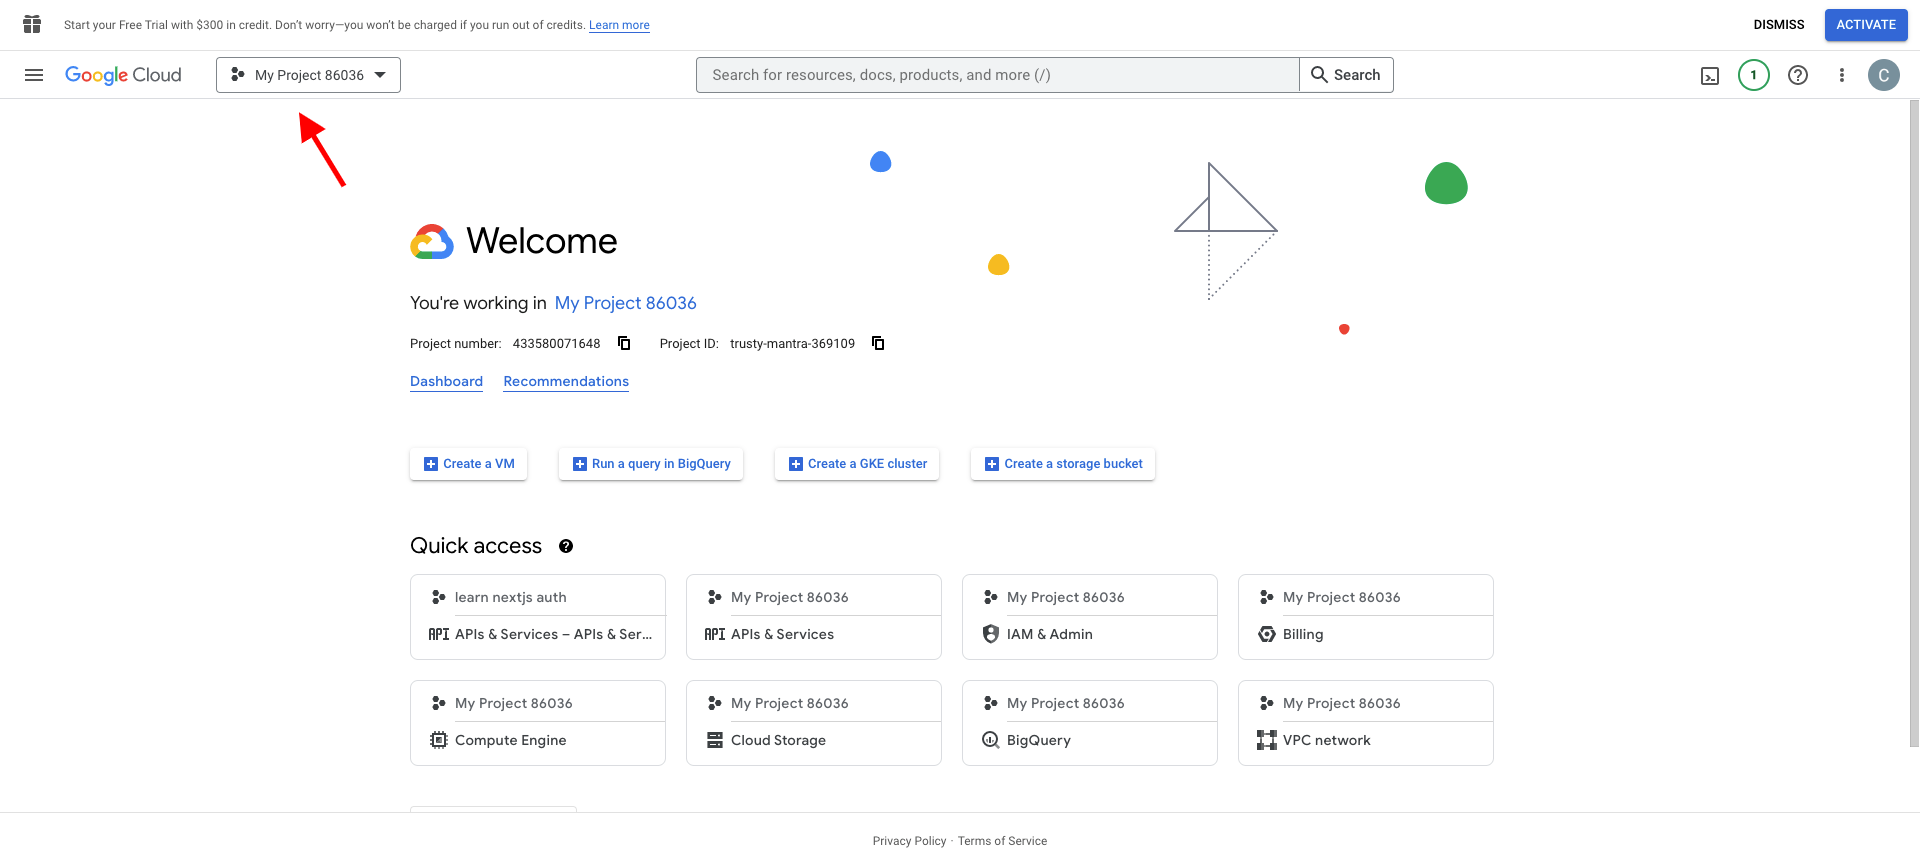 Start your Free Trial with $300 in credit. Don’t worry—you won’t be charged if you run out of credits. Learn more
DISMISS
ACTIVATE
Google Cloud
My Project 86036
Search for resources, docs, products, and more (/)
Search
1
C
Welcome
You're working in My Project 86036
Project number: 433580071648 Project ID: trusty-mantra-369109
Dashboard Recommendations
Create a VM
Run a query in BigQuery
Create a GKE cluster
Create a storage bucket
Quick access
learn nextjs auth
API APIs & Services – APIs & Ser...
My Project 86036
API APIs & Services
My Project 86036
IAM & Admin
My Project 86036
Billing
My Project 86036
Compute Engine
My Project 86036
Cloud Storage
My Project 86036
BigQuery
My Project 86036
VPC network
Privacy Policy · Terms of Service